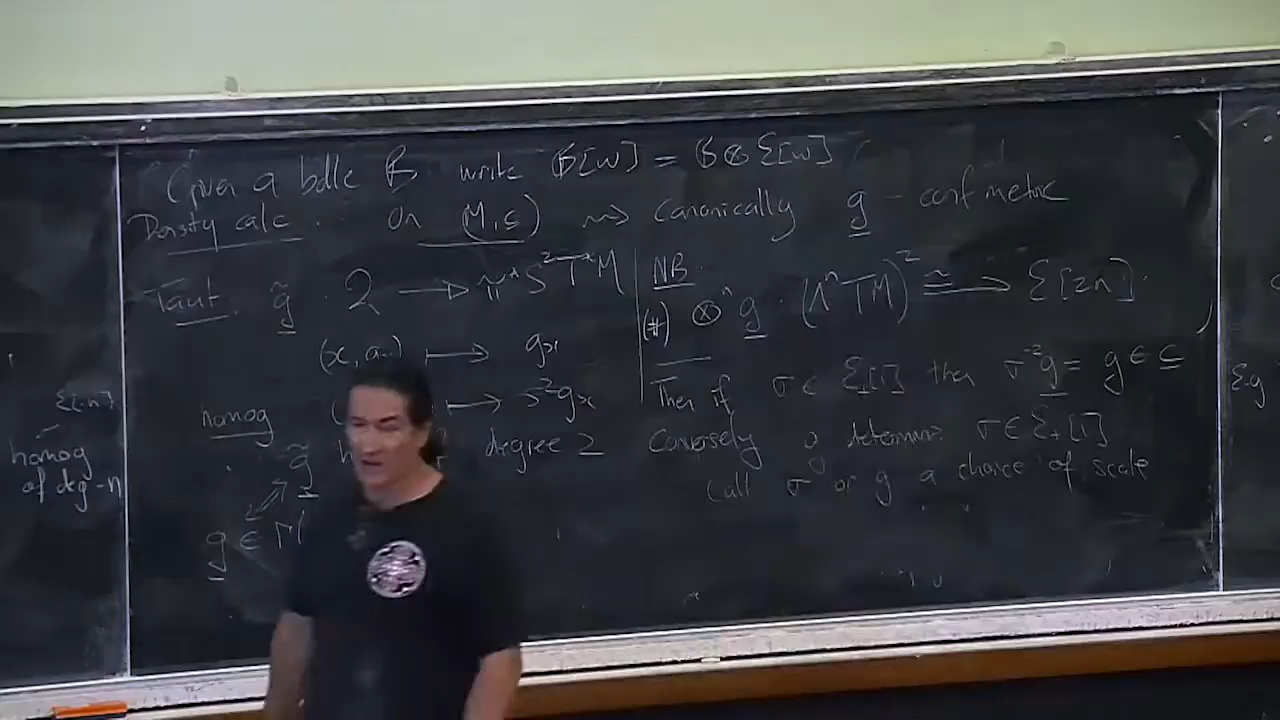 Given a bdle B write B[w] = B⊗Ɛ[w]
Density calc. On (M,c) ⇝ Canonically g - conf metric
Taut. g̃ . Q → π*S²T*M
(x, g
↦ gx
homog
↦ s²gx
g̃ h degree 2
g ∈ Γ(
NB.
(#) ⊗ⁿ g . (ΛⁿTM)² ≅→ Ɛ[2n].
Then if σ ∈ Ɛ₊[1] then σ⁻²g = g ∈ c
Conversely g determines σ ∈ Ɛ₊[1]
Call σ or g a choice of scale
Ɛ[n]
homog
of deg -n
E.g